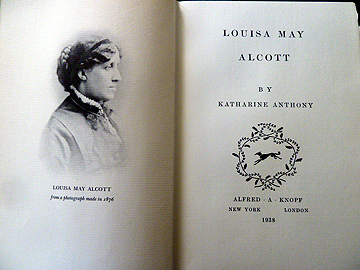 LOUISA MAY ALCOTT
from a photograph made in 1876
LOUISA MAY
ALCOTT
BY
KATHARINE ANTHONY
ALFRED · A · KNOPF
NEW YORK LONDON
1938